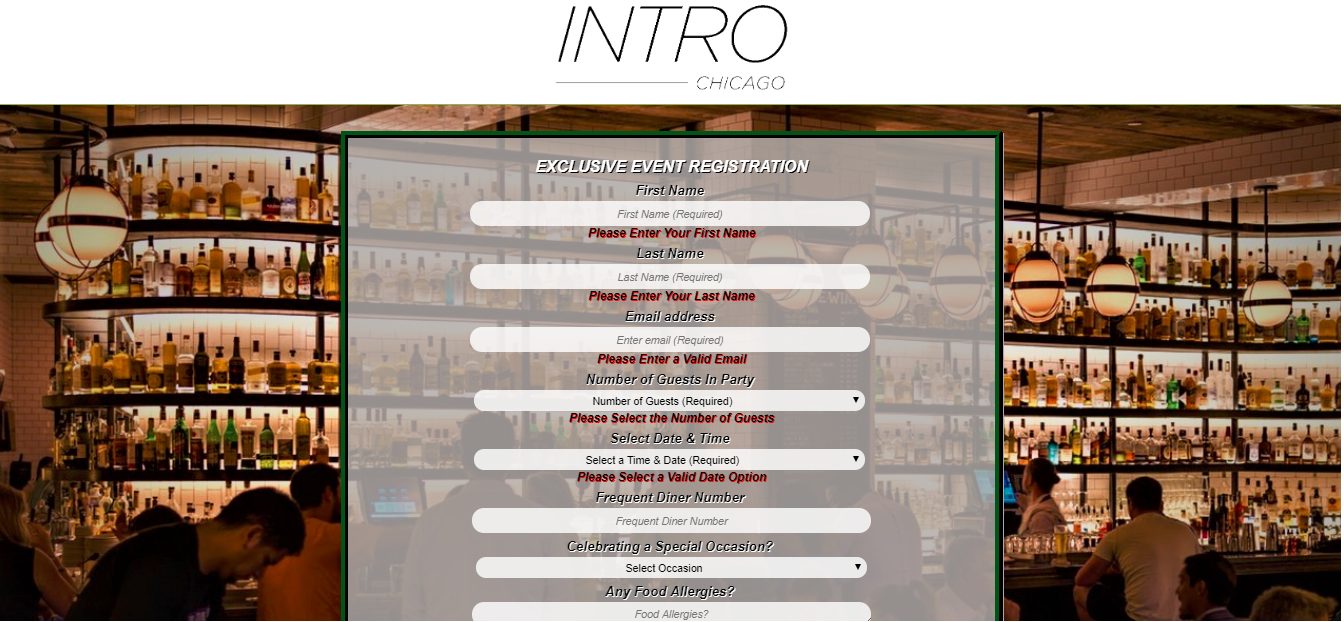 INTRO
CHICAGO
EXCLUSIVE EVENT REGISTRATION
First Name
First Name (Required)
Please Enter Your First Name
Last Name
Last Name (Required)
Please Enter Your Last Name
Email address
Enter email (Required)
Please Enter a Valid Email
Number of Guests In Party
Number of Guests (Required)
Please Select the Number of Guests
Select Date & Time
Select a Time & Date (Required)
Please Select a Valid Date Option
Frequent Diner Number
Frequent Diner Number
Celebrating a Special Occasion?
Select Occasion
Any Food Allergies?
Food Allergies?